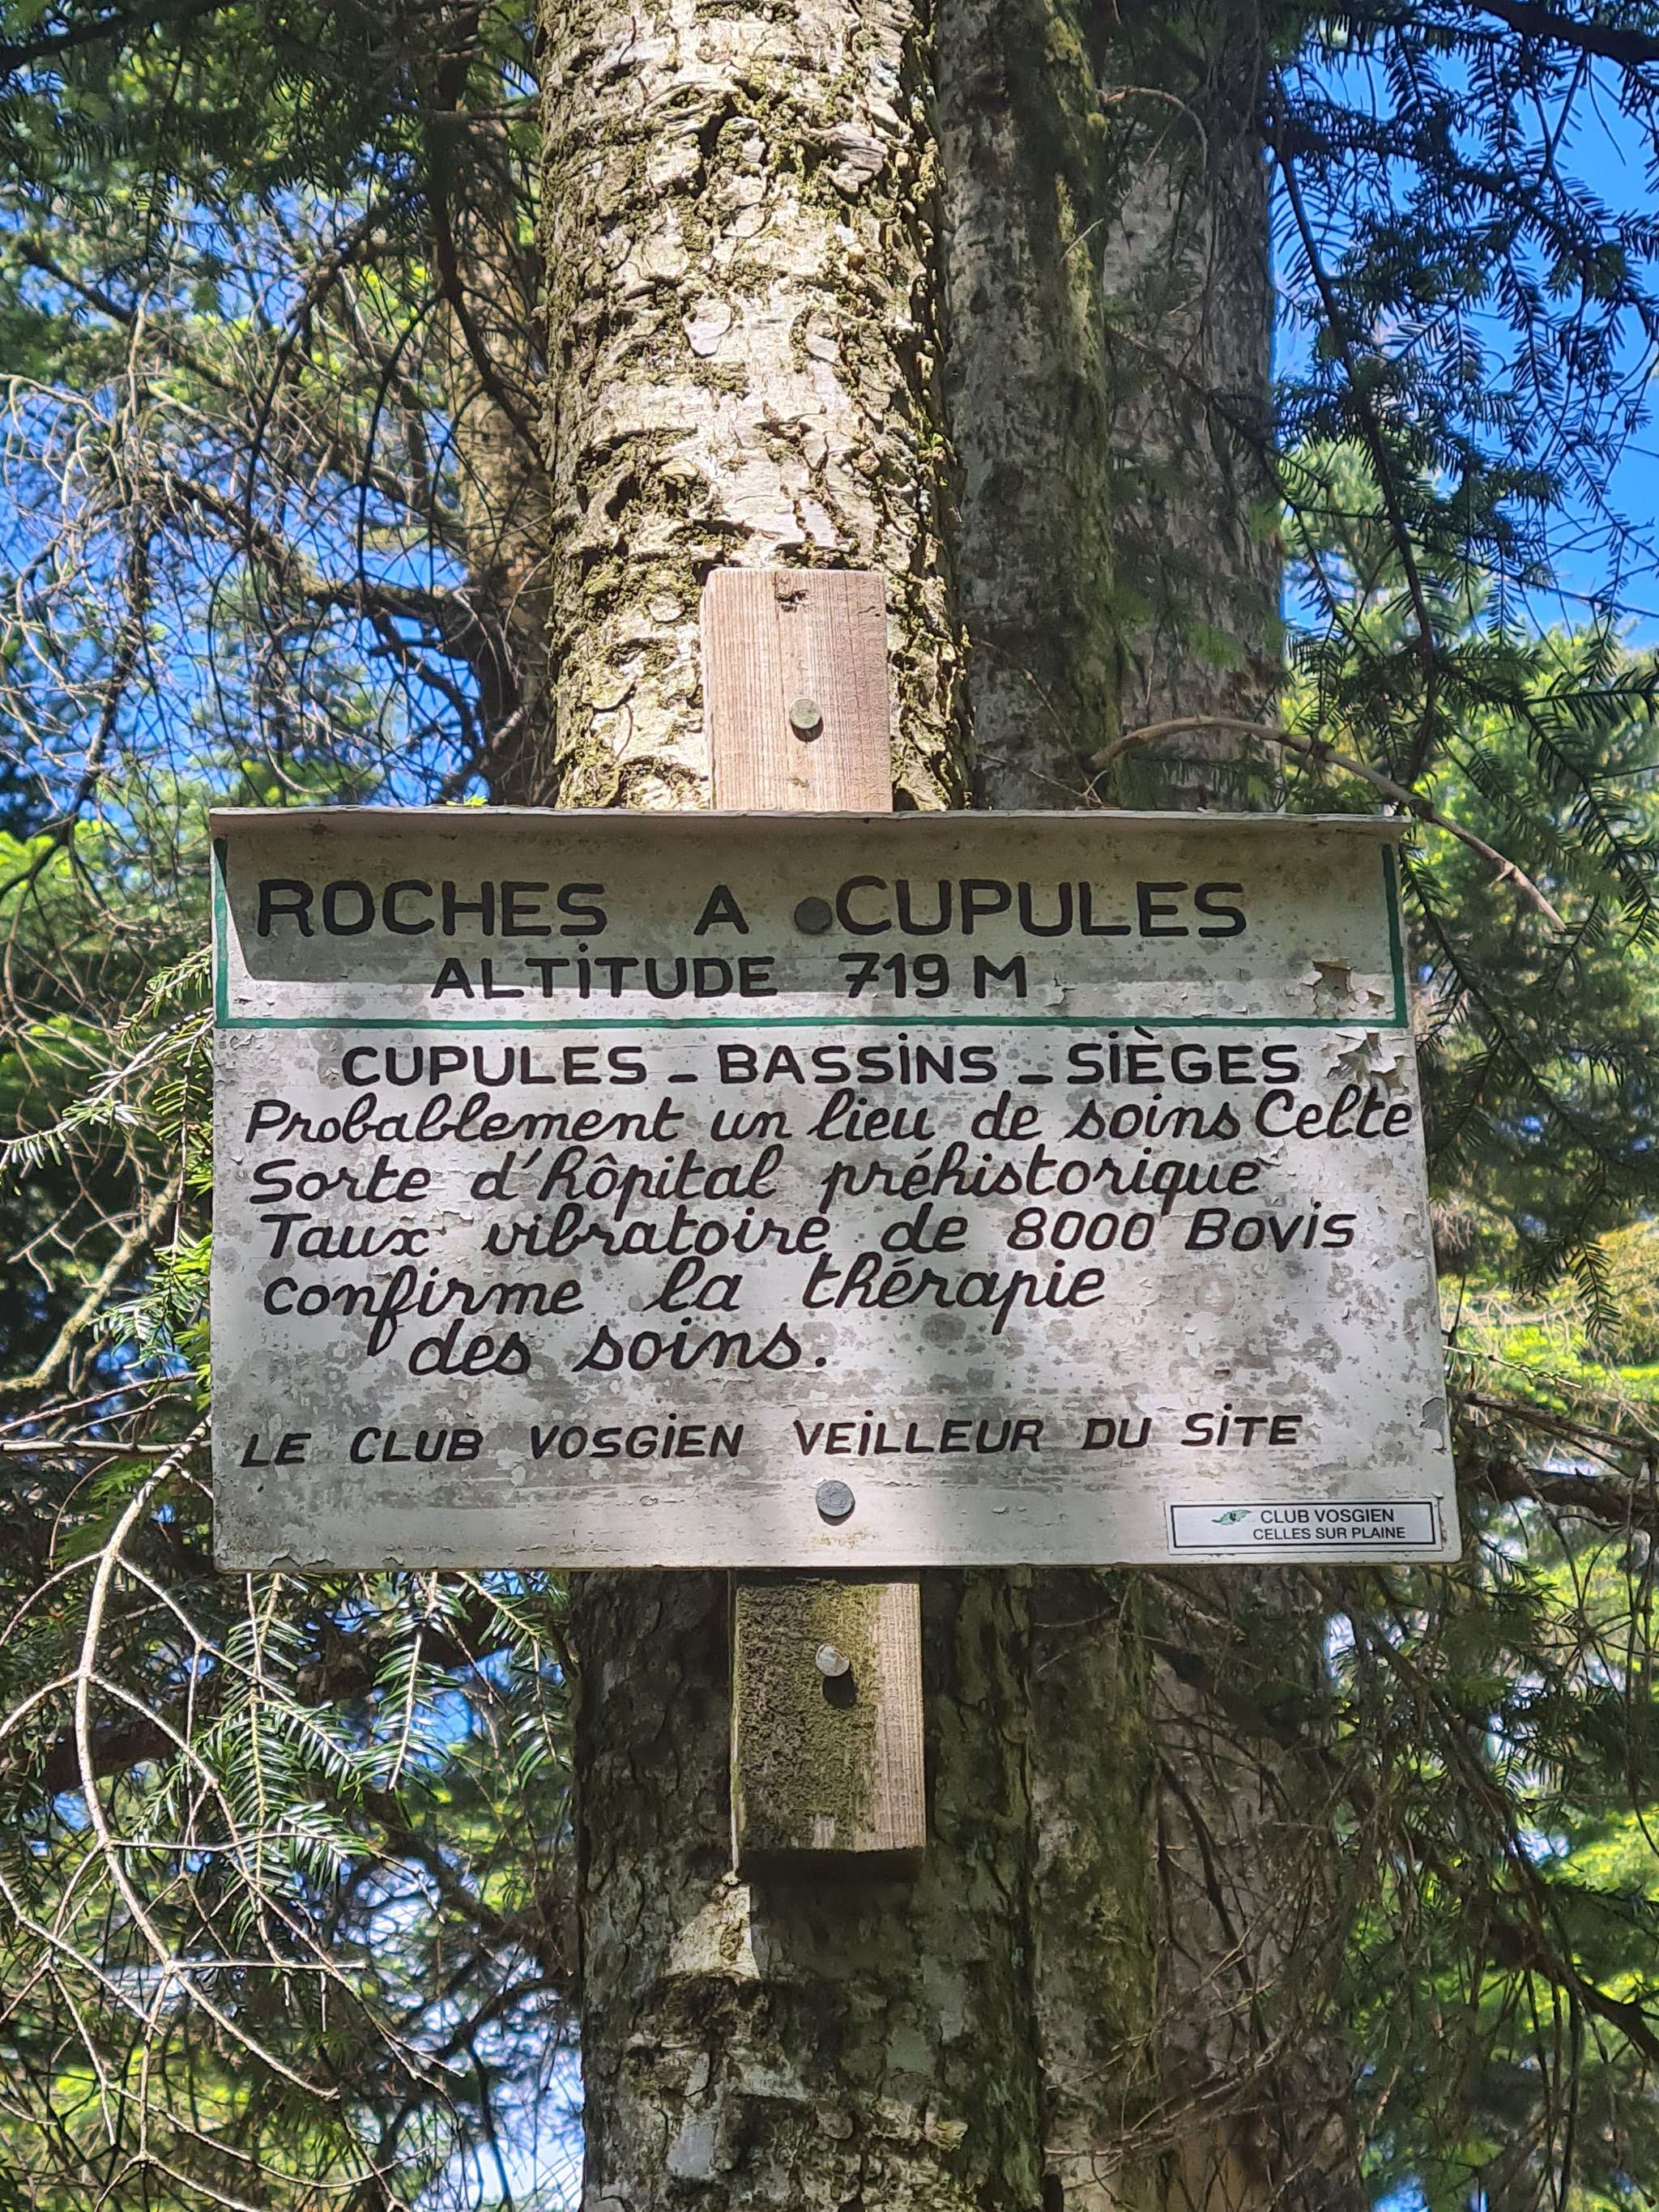 ROCHES A CUPULES
ALTITUDE 719 M
CUPULES - BASSINS - SIÈGES
Probablement un lieu de soins Celte
Sorte d'hôpital préhistorique
Taux vibratoire de 8000 BOVIS
confirme la thérapie
des soins.
LE CLUB VOSGIEN VEILLEUR DU SITE
CLUB VOSGIEN
CELLES SUR PLAINE